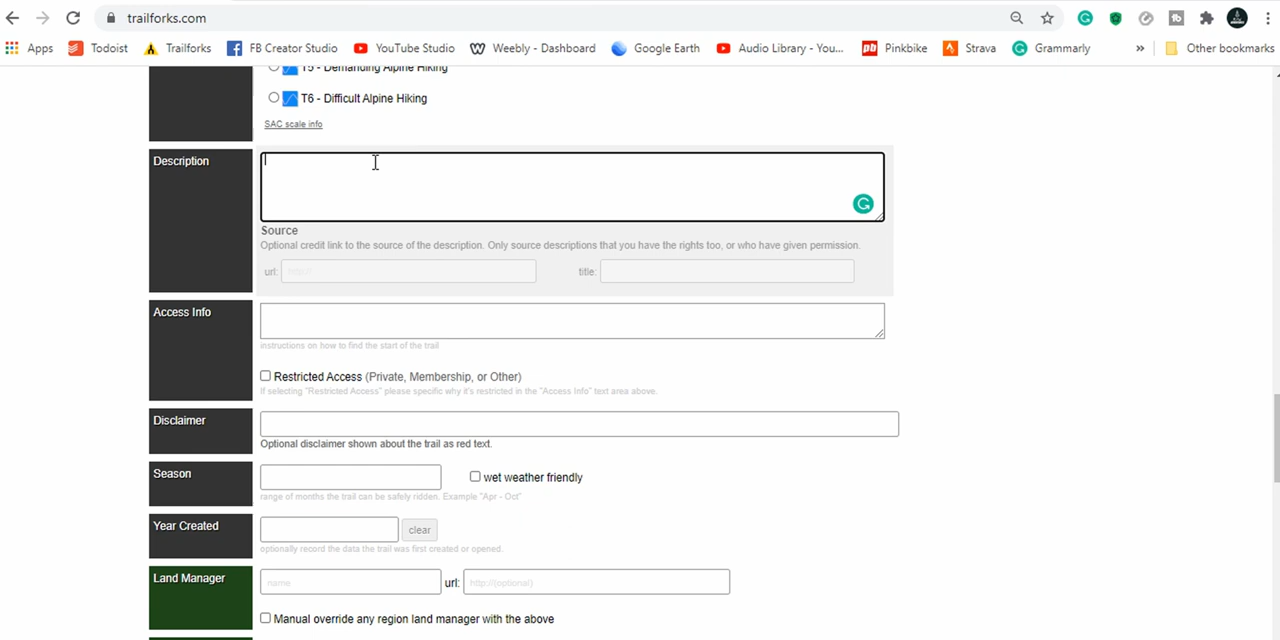 trailforks.com
Apps Todoist Trailforks FB Creator Studio YouTube Studio Weebly - Dashboard Google Earth Audio Library - You... Pinkbike Strava Grammarly » Other bookmarks
T5 - Demanding Alpine Hiking
T6 - Difficult Alpine Hiking
SAC scale info
Description
Source
Optional credit link to the source of the description. Only source descriptions that you have the rights too, or who have given permission.
url: http:// title:
Access Info
instructions on how to find the start of the trail
Restricted Access (Private, Membership, or Other)
If selecting "Restricted Access" please specific why it's restricted in the "Access Info" text area above.
Disclaimer
Optional disclaimer shown about the trail as red text.
Season
wet weather friendly
range of months the trail can be safely ridden. Example "Apr - Oct"
Year Created
clear
optionally record the data the trail was first created or opened.
Land Manager
name url: http://(optional)
Manual override any region land manager with the above